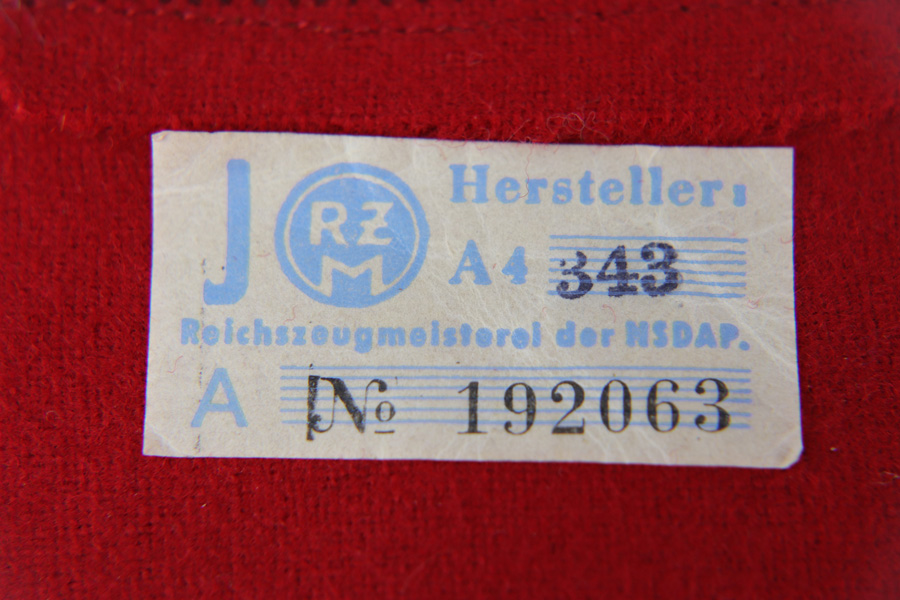 J RZM Hersteller:
A4 343
Reichszeugmeisterei der NSDAP.
A № 192063